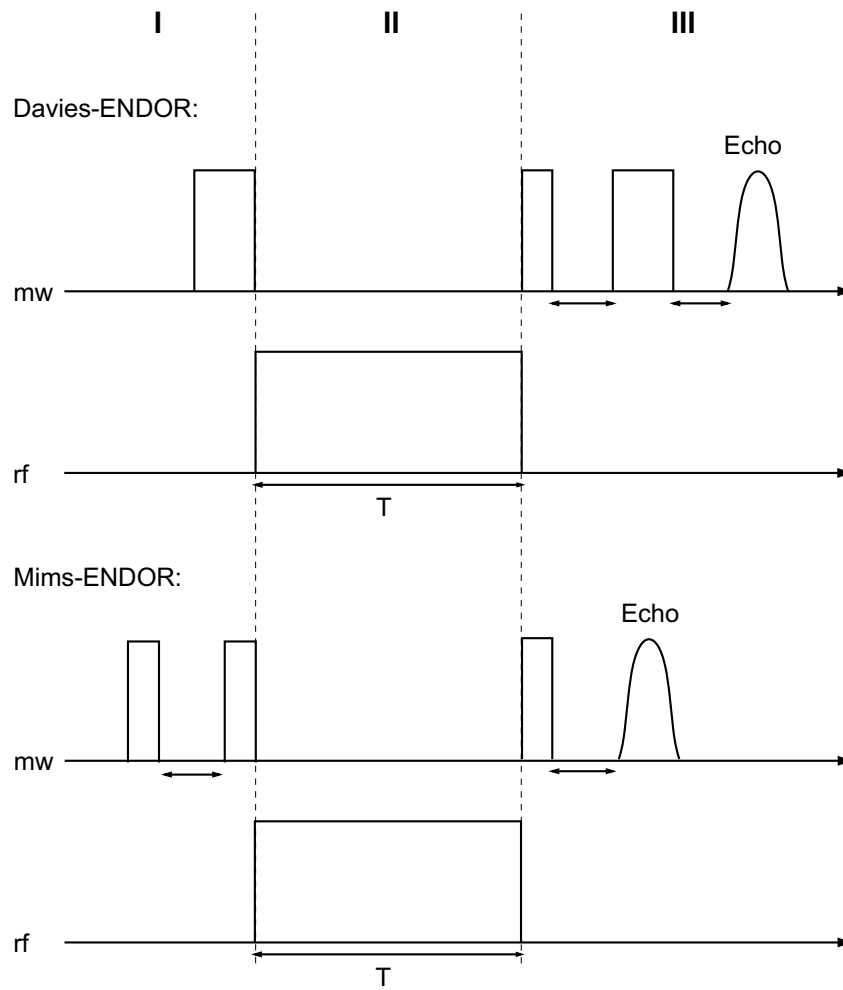 I II III
Davies-ENDOR:
Echo
mw
rf
T
Mims-ENDOR:
Echo
mw
rf
T